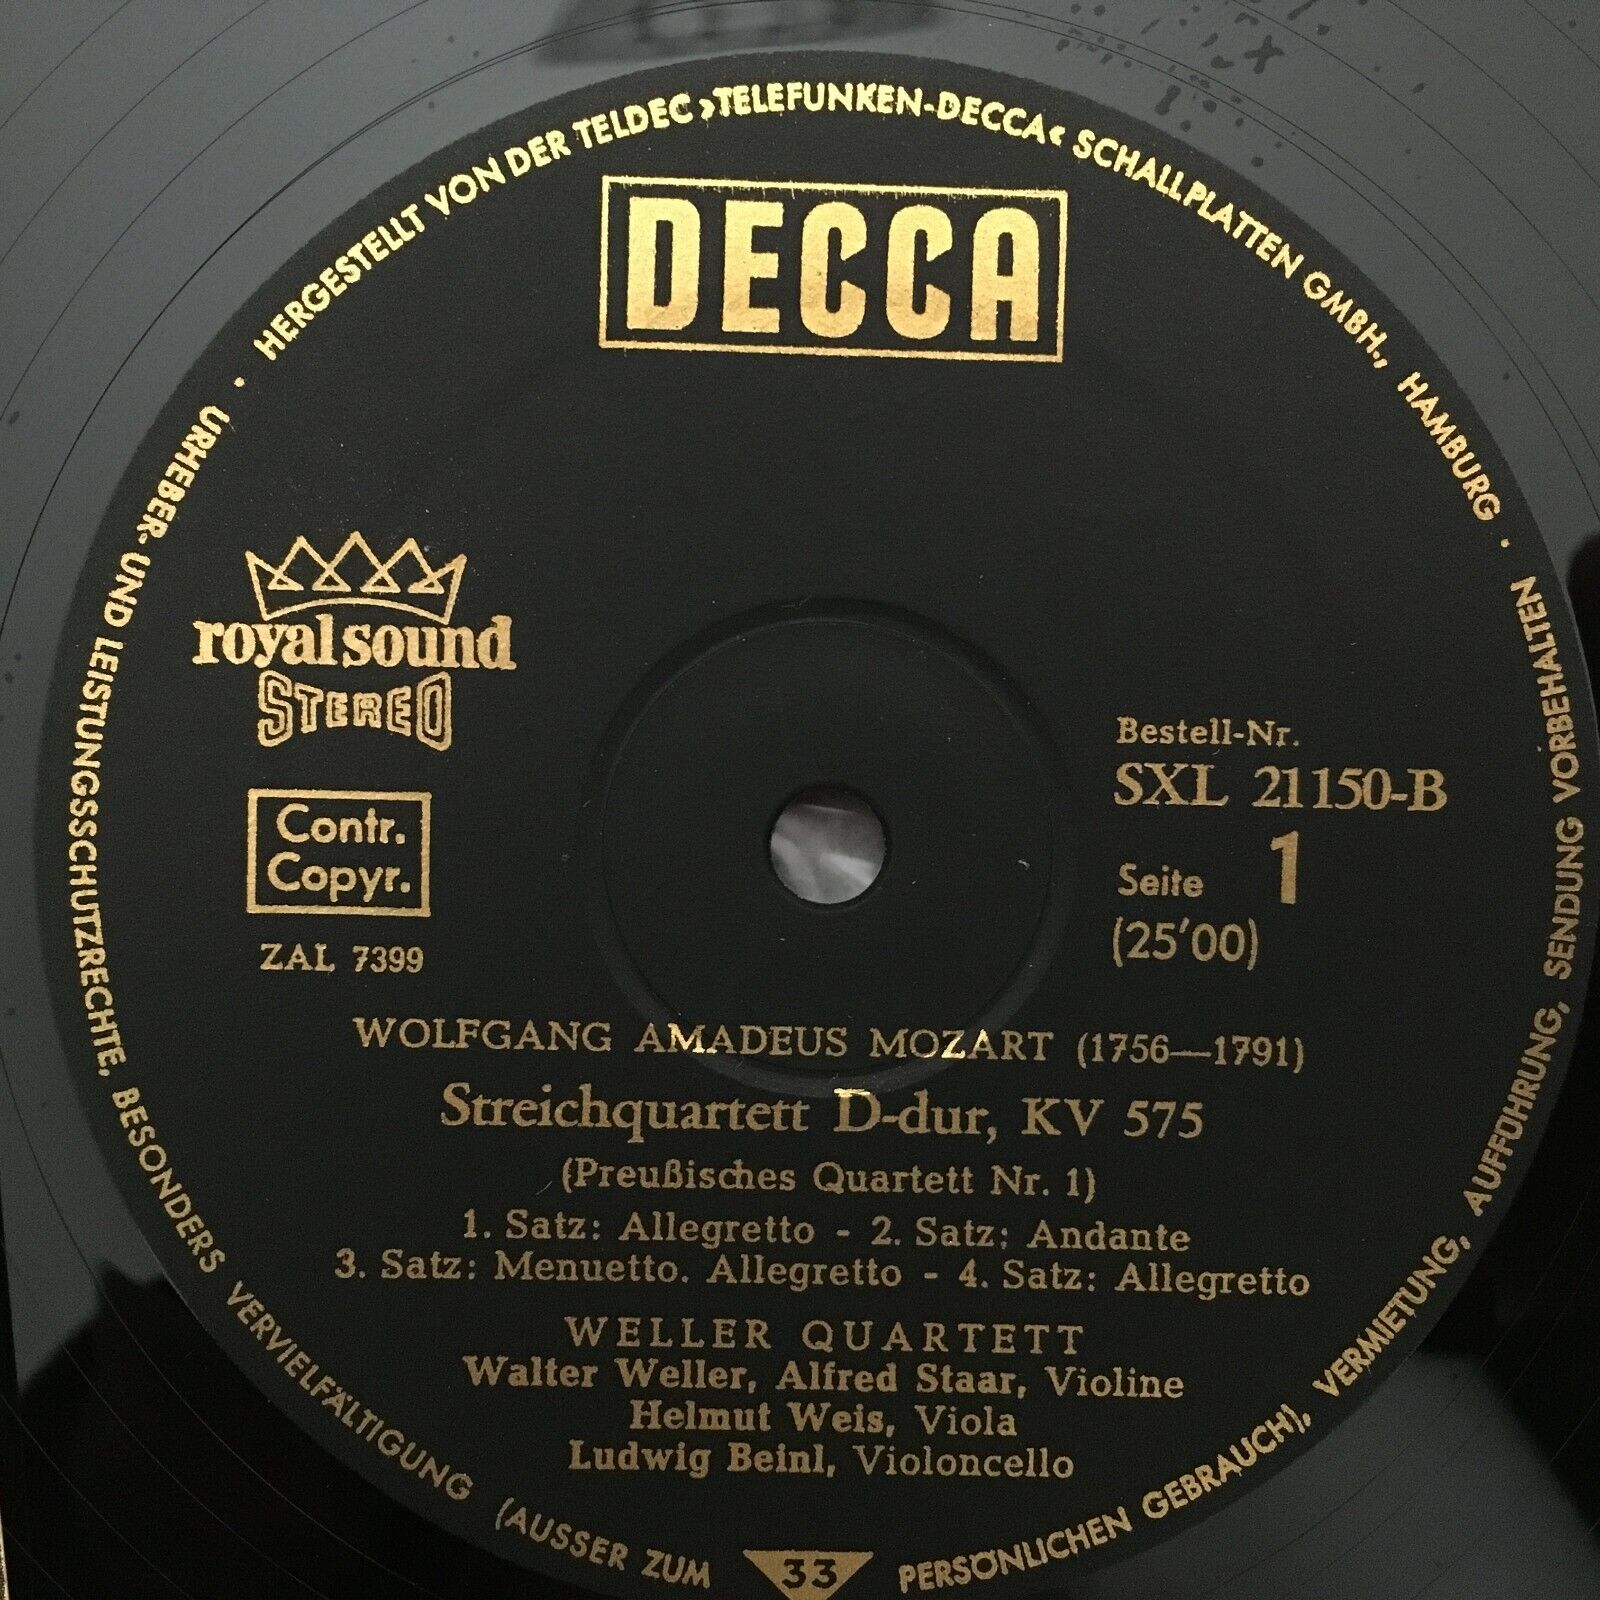 HERGESTELLT VON DER TELDEC ›TELEFUNKEN-DECCA‹ SCHALLPLATTEN GMBH., HAMBURG ·
URHEBER- UND LEISTUNGSSCHUTZRECHTE, BESONDERS VERVIELFÄLTIGUNG (AUSSER ZUM PERSÖNLICHEN GEBRAUCH), VERMIETUNG, AUFFÜHRUNG, SENDUNG VORBEHALTEN ·
DECCA
royal sound
STEREO
Contr.
Copyr.
ZAL 7399
Bestell-Nr.
SXL 21150-B
Seite 1
(25'00)
WOLFGANG AMADEUS MOZART (1756—1791)
Streichquartett D-dur, KV 575
(Preußisches Quartett Nr. 1)
1. Satz: Allegretto - 2. Satz: Andante
3. Satz: Menuetto. Allegretto - 4. Satz: Allegretto
WELLER QUARTETT
Walter Weller, Alfred Staar, Violine
Helmut Weis, Viola
Ludwig Beinl, Violoncello
33